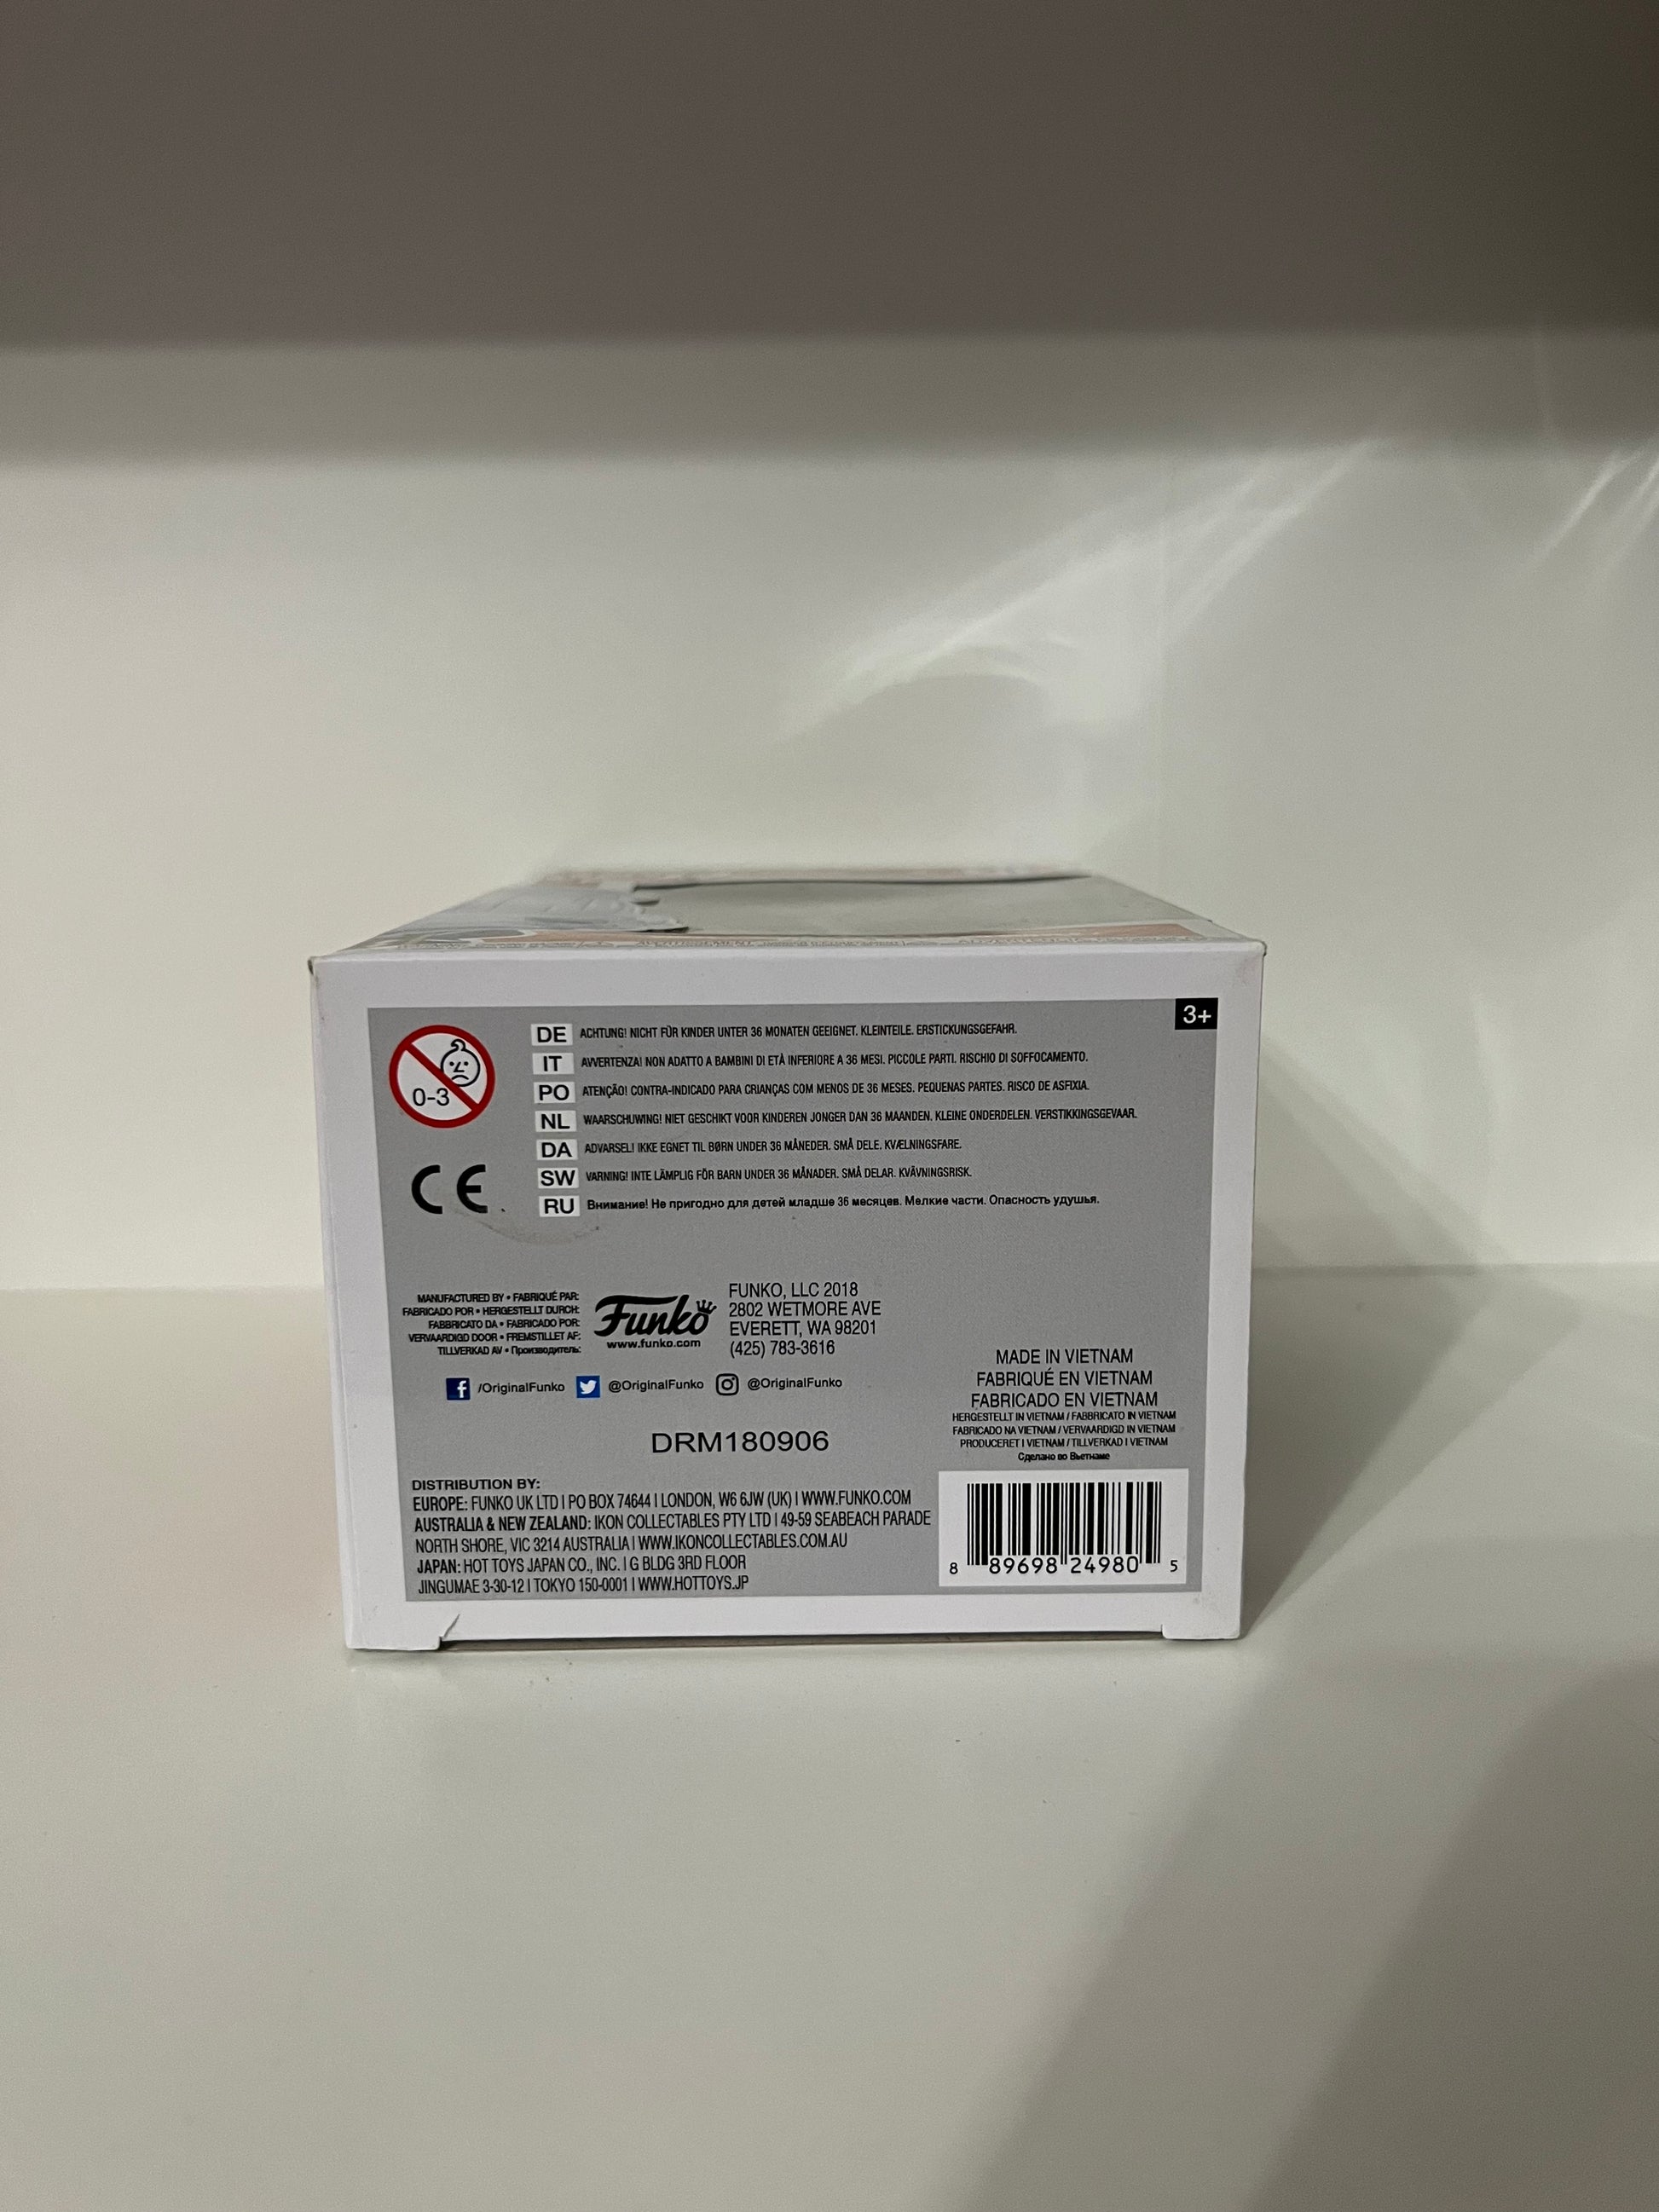 3+
0-3
DE ACHTUNG! NICHT FÜR KINDER UNTER 36 MONATEN GEEIGNET. KLEINTEILE. ERSTICKUNGSGEFAHR.
IT AVVERTENZA! NON ADATTO A BAMBINI DI ETÀ INFERIORE A 36 MESI. PICCOLE PARTI. RISCHIO DI SOFFOCAMENTO.
PO ATENÇÃO! CONTRA-INDICADO PARA CRIANÇAS COM MENOS DE 36 MESES. PEQUENAS PARTES. RISCO DE ASFIXIA.
NL WAARSCHUWING! NIET GESCHIKT VOOR KINDEREN JONGER DAN 36 MAANDEN. KLEINE ONDERDELEN. VERSTIKKINGSGEVAAR.
DA ADVARSEL! IKKE EGNET TIL BØRN UNDER 36 MÅNEDER. SMÅ DELE. KVÆLNINGSFARE.
SW VARNING! INTE LÄMPLIG FÖR BARN UNDER 36 MÅNADER. SMÅ DELAR. KVÄVNINGSRISK.
RU Внимание! Не пригодно для детей младше 36 месяцев. Мелкие части. Опасность удушья.
CE
MANUFACTURED BY • FABRIQUÉ PAR:
FABRICADO POR • HERGESTELLT DURCH:
FABBRICATO DA • FABRICADO POR:
VERVAARDIGD DOOR • FREMSTILLET AF:
TILLVERKAD AV • Производитель:
Funko
www.funko.com
FUNKO, LLC 2018
2802 WETMORE AVE
EVERETT, WA 98201
(425) 783-3616
/OriginalFunko @OriginalFunko @OriginalFunko
DRM180906
MADE IN VIETNAM
FABRIQUÉ EN VIETNAM
FABRICADO EN VIETNAM
HERGESTELLT IN VIETNAM / FABBRICATO IN VIETNAM
FABRICADO NA VIETNAM / VERVAARDIGD IN VIETNAM
PRODUCERET I VIETNAM / TILLVERKAD I VIETNAM
Сделано во Вьетнаме
DISTRIBUTION BY:
EUROPE: FUNKO UK LTD | PO BOX 74644 | LONDON, W6 6JW (UK) | WWW.FUNKO.COM
AUSTRALIA & NEW ZEALAND: IKON COLLECTABLES PTY LTD | 49-59 SEABEACH PARADE
NORTH SHORE, VIC 3214 AUSTRALIA | WWW.IKONCOLLECTABLES.COM.AU
JAPAN: HOT TOYS JAPAN CO., INC. | G BLDG 3RD FLOOR
JINGUMAE 3-30-12 | TOKYO 150-0001 | WWW.HOTTOYS.JP
8 89698 24980 5